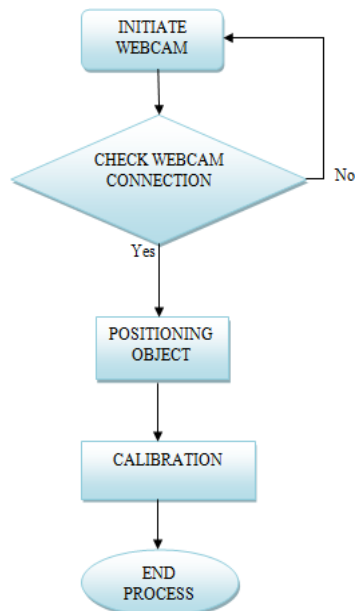 INITIATE
WEBCAM
CHECK WEBCAM
CONNECTION
No
Yes
POSITIONING
OBJECT
CALIBRATION
END
PROCESS